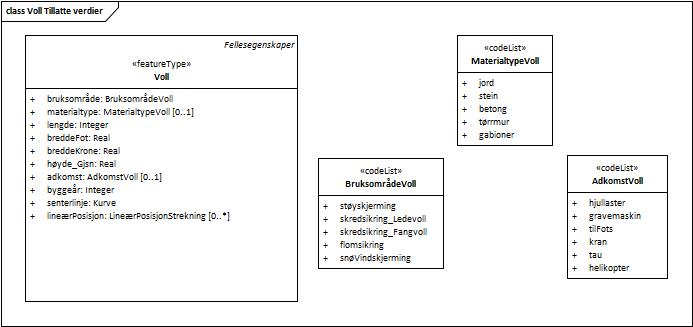 class Voll Tillatte verdier
Fellesegenskaper
«featureType»
Voll
+ bruksområde: BruksområdeVoll
+ materialtype: MaterialtypeVoll [0..1]
+ lengde: Integer
+ breddeFot: Real
+ breddeKrone: Real
+ høyde_Gjsn: Real
+ adkomst: AdkomstVoll [0..1]
+ byggeår: Integer
+ senterlinje: Kurve
+ lineærPosisjon: LineærPosisjonStrekning [0..*]
«codeList»
BruksområdeVoll
+ støyskjerming
+ skredsikring_Ledevoll
+ skredsikring_Fangvoll
+ flomsikring
+ snøVindskjerming
«codeList»
MaterialtypeVoll
+ jord
+ stein
+ betong
+ tørrmur
+ gabioner
«codeList»
AdkomstVoll
+ hjullaster
+ gravemaskin
+ tilFots
+ kran
+ tau
+ helikopter